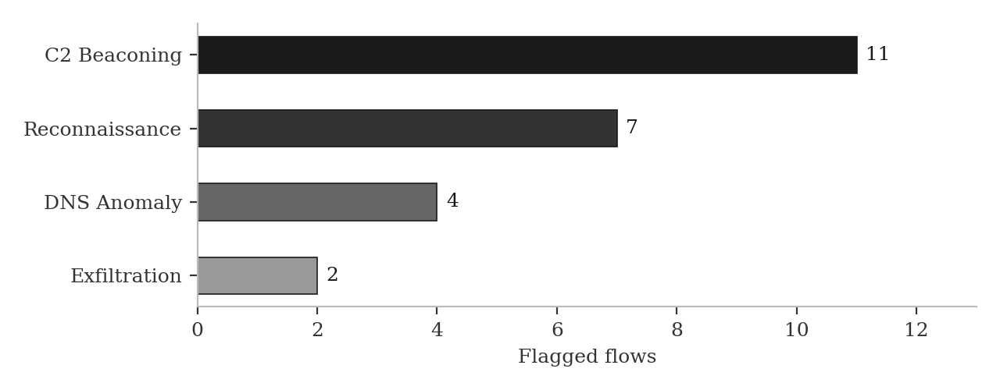 C2 Beaconing 11
Reconnaissance 7
DNS Anomaly 4
Exfiltration 2
0 2 4 6 8 10 12
Flagged flows